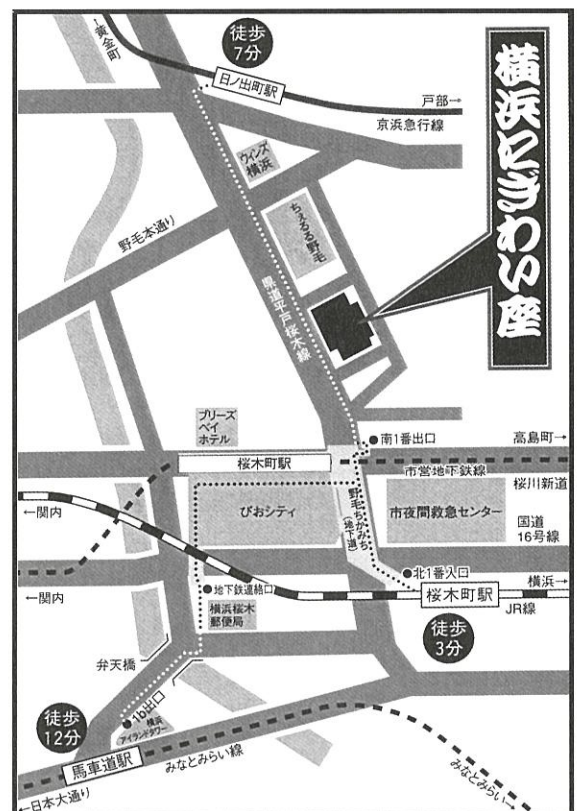 ←黄金町
徒歩
7分
日ノ出町駅
戸部→
京浜急行線
横浜にぎわい座
ウィンズ
横浜
ちぇるる野毛
野毛本通り
県道平戸桜木線
ブリーズ
ベイ
ホテル
南1番出口
高島町→
桜木町駅
市営地下鉄線
桜川新道
びおシティ
野毛ちかみち
(地下道)
市夜間救急センター
国道
16号線
←関内
←関内
地下鉄連絡口
北1番入口
横浜→
桜木町駅
JR線
横浜桜木
郵便局
徒歩
3分
弁天橋
1b出口
横浜
アイランドタワー
徒歩
12分
馬車道駅
みなとみらい線
←日本大通り
みなとみらい→